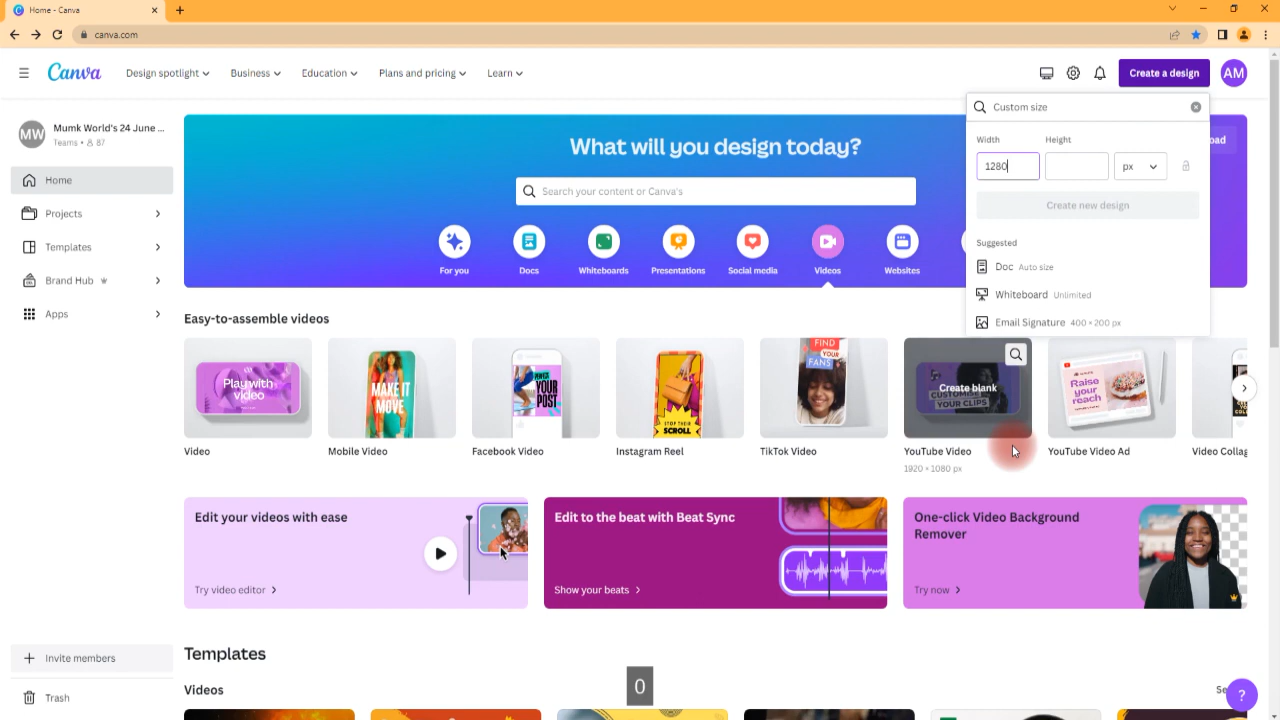 Home - Canva
canva.com
Canva
Design spotlight
Business
Education
Plans and pricing
Learn
Create a design
AM
Custom size
Width
Height
1280
px
Create new design
Suggested
Doc Auto size
Whiteboard Unlimited
Email Signature 400 × 200 px
MW
Mumk World's 24 June ...
Teams • 87
Home
Projects
Templates
Brand Hub
Apps
Invite members
Trash
What will you design today?
Search your content or Canva's
For you
Docs
Whiteboards
Presentations
Social media
Videos
Websites
Easy-to-assemble videos
Play with
video
MAKE IT
MOVE
YOUR
POST
STOP THEIR
SCROLL
FIND
YOUR
FANS
Create blank
CUSTOMISE
YOUR CLIPS
Raise
your
reach
Video
Mobile Video
Facebook Video
Instagram Reel
TikTok Video
YouTube Video
1920 × 1080 px
YouTube Video Ad
Video Collag
Edit your videos with ease
Try video editor
Edit to the beat with Beat Sync
Show your beats
One-click Video Background
Remover
Try now
Templates
Videos
0
?